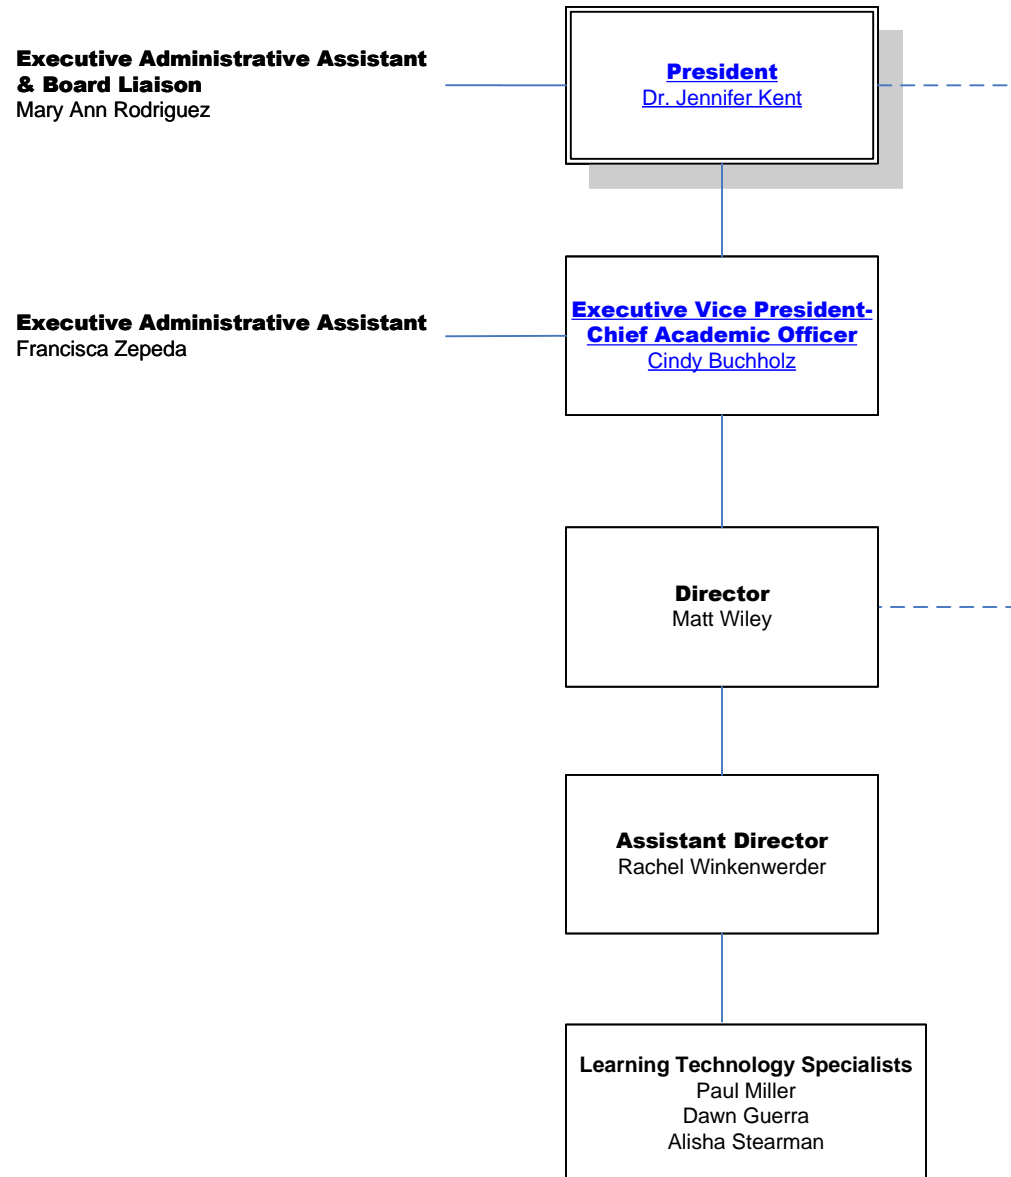 Executive Administrative Assistant
& Board Liaison
Mary Ann Rodriguez
President
Dr. Jennifer Kent
Executive Administrative Assistant
Francisca Zepeda
Executive Vice President-
Chief Academic Officer
Cindy Buchholz
Director
Matt Wiley
Assistant Director
Rachel Winkenwerder
Learning Technology Specialists
Paul Miller
Dawn Guerra
Alisha Stearman